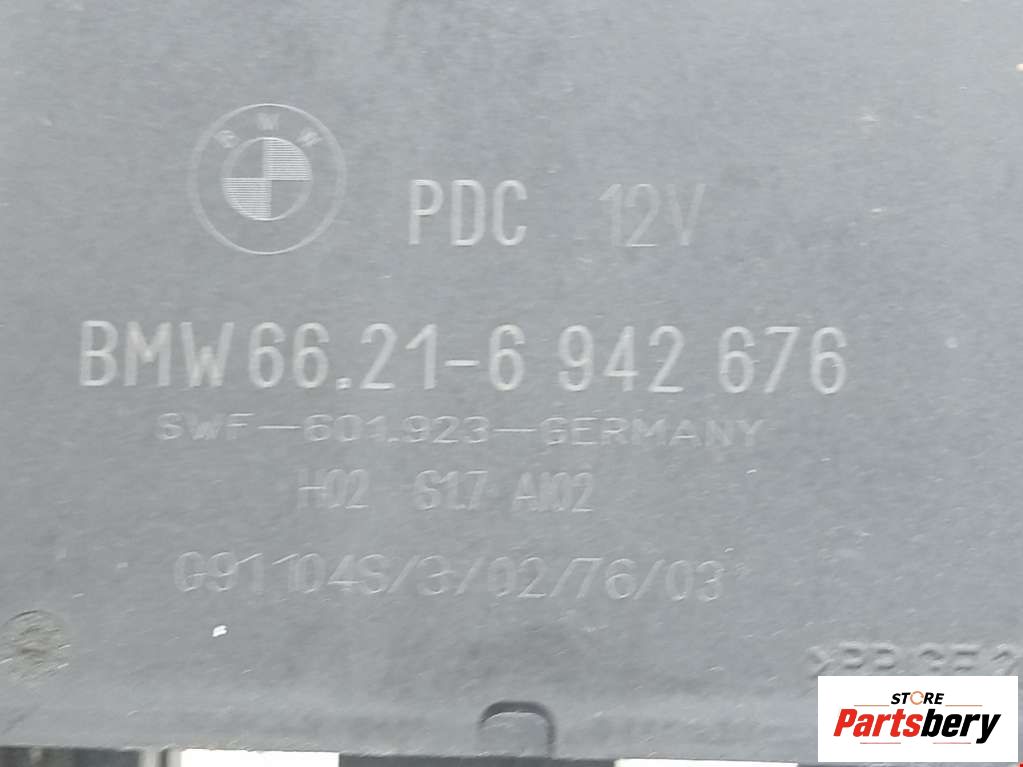 BMW
PDC 12V
BMW 66.21-6 942 676
SWF-601.923-GERMANY
H02 617 AI02
G91104S/3/02/76/03
STORE
Partsbery